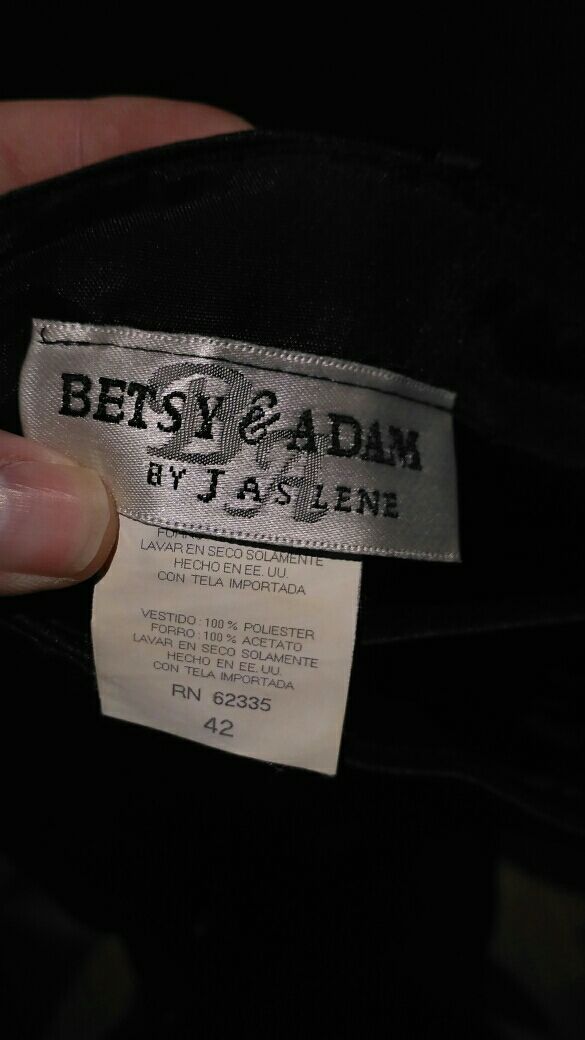 BETSY & ADAM
BY JAS LENE
LAVAR EN SECO SOLAMENTE
HECHO EN EE. UU.
CON TELA IMPORTADA
VESTIDO : 100 % POLIESTER
FORRO : 100 % ACETATO
LAVAR EN SECO SOLAMENTE
HECHO EN EE. UU.
CON TELA IMPORTADA
RN 62335
42